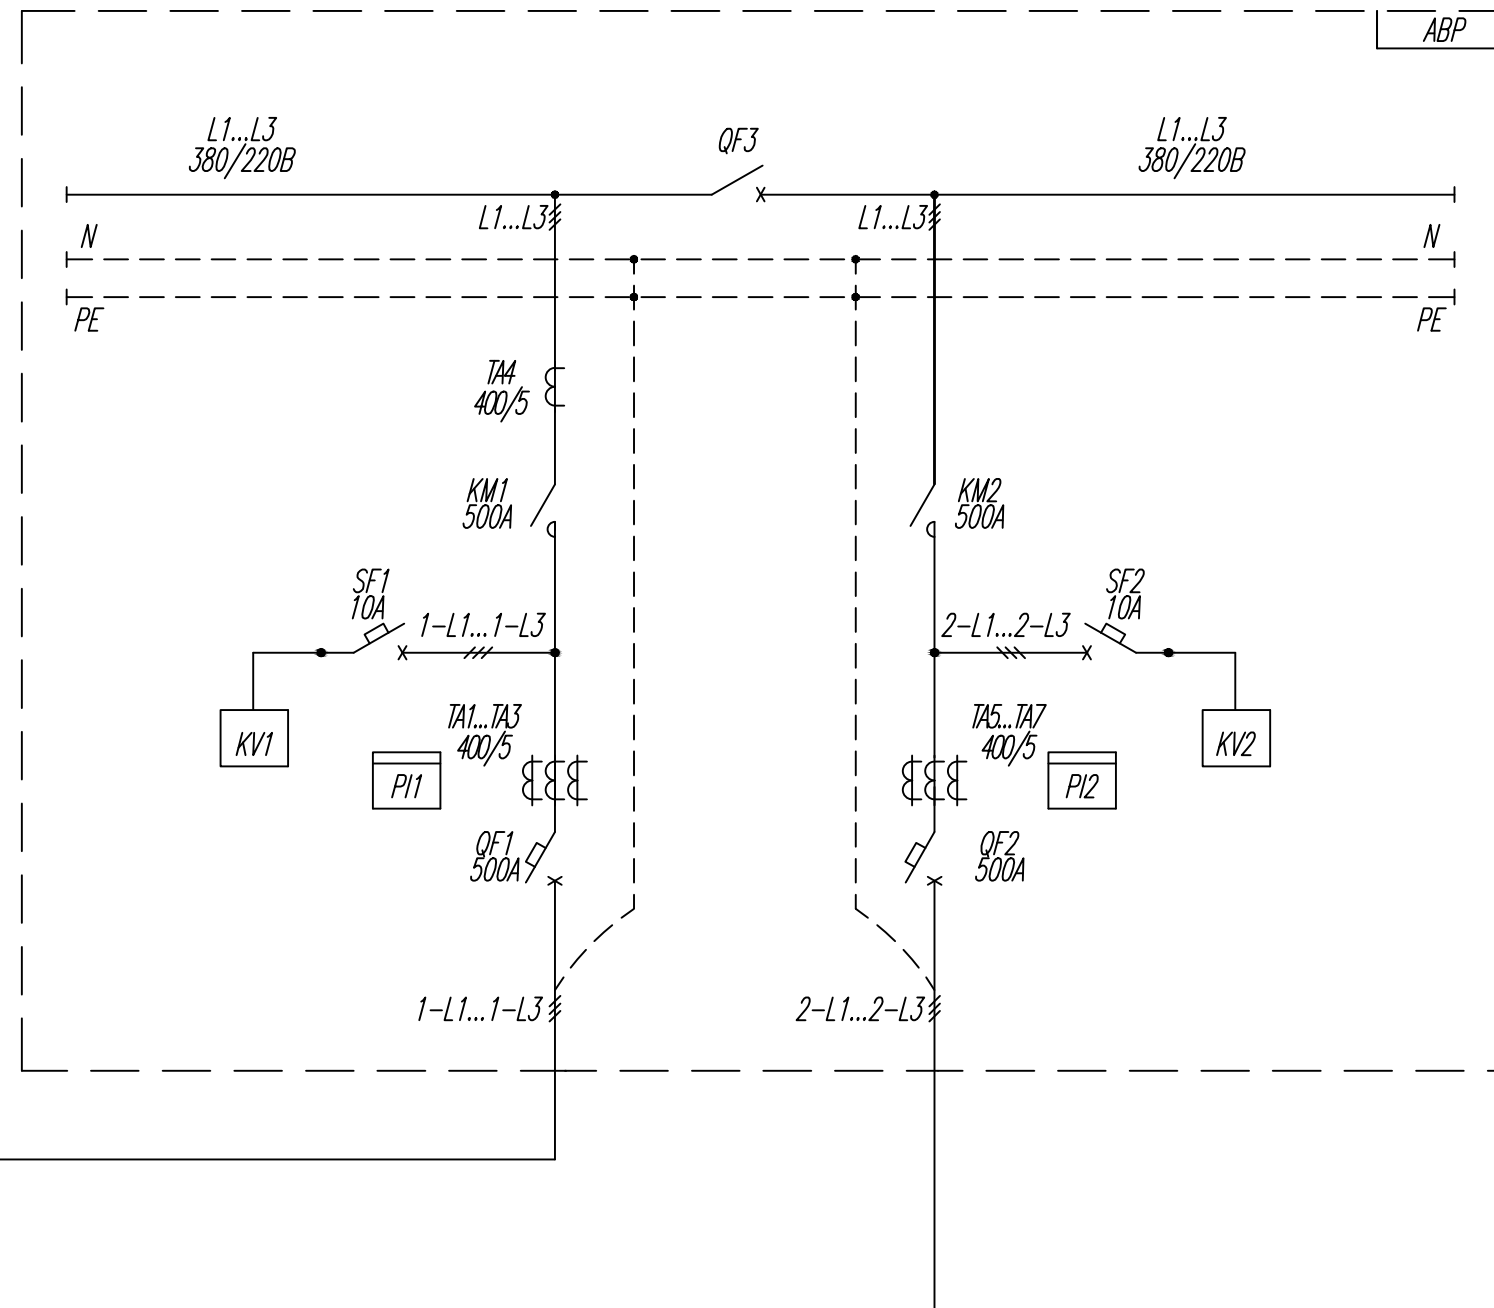 АВР
L1...L3
380/220В
QF3
L1...L3
380/220В
L1...L3
L1...L3
N
N
PE
PE
TA4
400/5
KM1
500А
KM2
500А
SF1
10А
1-L1...1-L3
2-L1...2-L3
SF2
10А
KV1
TA1...TA3
400/5
PI1
TA5...TA7
400/5
PI2
KV2
QF1
500А
QF2
500А
1-L1...1-L3
2-L1...2-L3